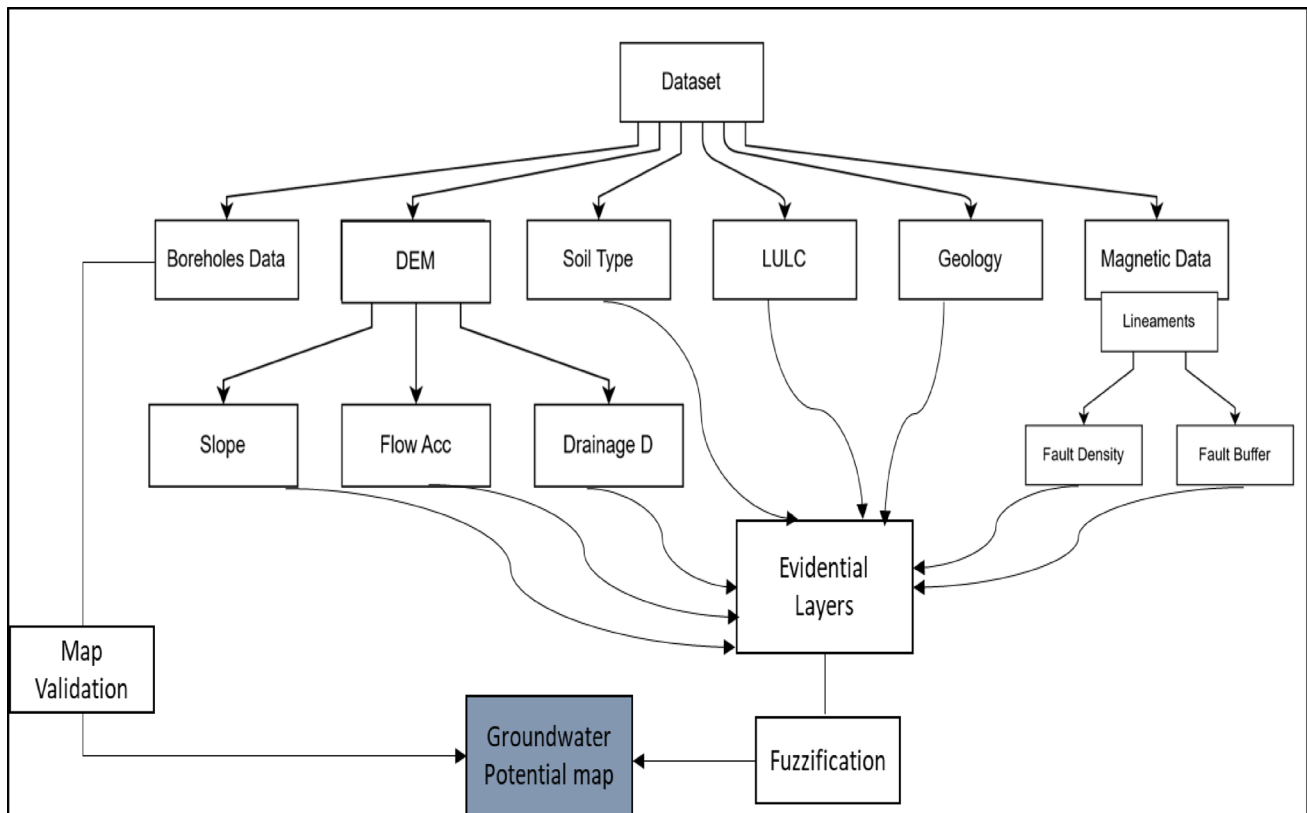 Dataset
Boreholes Data
DEM
Soil Type
LULC
Geology
Magnetic Data
Lineaments
Slope
Flow Acc
Drainage D
Fault Density
Fault Buffer
Evidential
Layers
Map
Validation
Groundwater
Potential map
Fuzzification